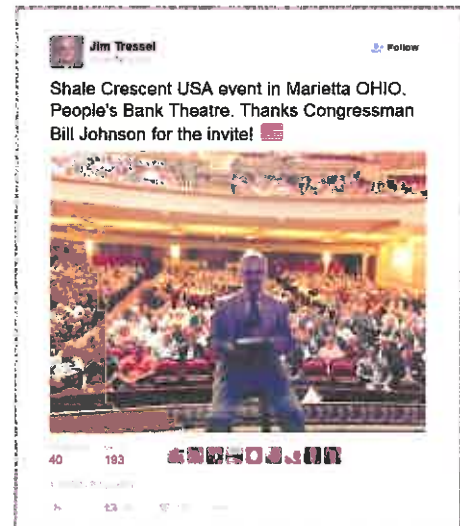 Jim Tressel
Follow
Shale Crescent USA event in Marietta OHIO.
People's Bank Theatre. Thanks Congressman
Bill Johnson for the invite!
40 193